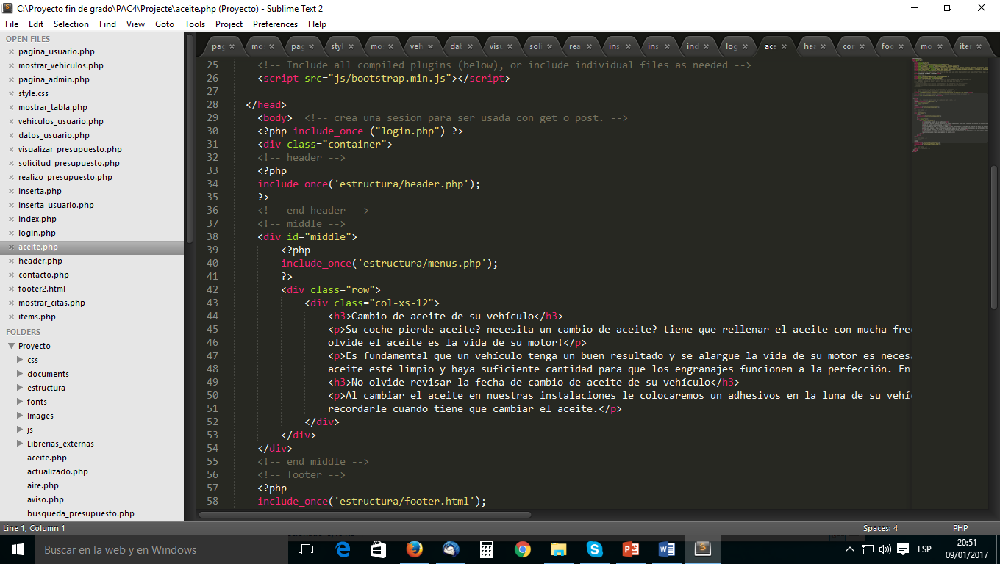 C:\Proyecto fin de grado\PAC4\Projecte\aceite.php (Proyecto) - Sublime Text 2
File Edit Selection Find View Goto Tools Project Preferences Help
OPEN FILES
pagina_usuario.php
mostrar_vehiculos.php
pagina_admin.php
style.css
mostrar_tabla.php
vehiculos_usuario.php
datos_usuario.php
visualizar_presupuesto.php
solicitud_presupuesto.php
realizo_presupuesto.php
inserta.php
inserta_usuario.php
index.php
login.php
aceite.php
header.php
contacto.php
footer2.html
mostrar_citas.php
items.php
FOLDERS
Proyecto
css
documents
estructura
fonts
Images
js
Librerias_externas
aceite.php
actualizado.php
aire.php
aviso.php
busqueda_presupuesto.php
pag mo pag styl mo veh dat visu soli rea ins ins ind log ace hea con foo mo iter
25 <!-- Include all compiled plugins (below), or include individual files as needed -->
26 <script src="js/bootstrap.min.js"></script>
27
28 </head>
29 <body> <!-- crea una sesion para ser usada con get o post. -->
30 <?php include_once ("login.php") ?>
31 <div class="container">
32 <!-- header -->
33 <?php
34 include_once('estructura/header.php');
35 ?>
36 <!-- end header -->
37 <!-- middle -->
38 <div id="middle">
39 <?php
40 include_once('estructura/menus.php');
41 ?>
42 <div class="row">
43 <div class="col-xs-12">
44 <h3>Cambio de aceite de su vehículo</h3>
45 <p>Su coche pierde aceite? necesita un cambio de aceite? tiene que rellenar el aceite con mucha fre
46 olvide el aceite es la vida de su motor!</p>
47 <p>Es fundamental que un vehículo tenga un buen resultado y se alargue la vida de su motor es neces
48 aceite esté limpio y haya suficiente cantidad para que los engranajes funcionen a la perfección. En
49 <h3>No olvide revisar la fecha de cambio de aceite de su vehículo</h3>
50 <p>Al cambiar el aceite en nuestras instalaciones le colocaremos un adhesivos en la luna de su vehí
51 recordarle cuando tiene que cambiar el aceite.</p>
52 </div>
53 </div>
54 </div>
55 <!-- end middle -->
56 <!-- footer -->
57 <?php
58 include_once('estructura/footer.html');
Line 1, Column 1
Spaces: 4 PHP
Buscar en la web y en Windows
ESP
20:51
09/01/2017